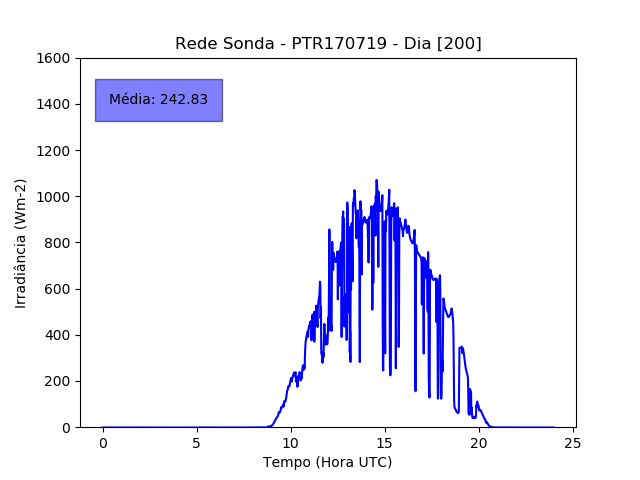 Rede Sonda - PTR170719 - Dia [200]
Média: 242.83
Irradiância (Wm-2)
1600
1400
1200
1000
800
600
400
200
0
0 5 10 15 20 25
Tempo (Hora UTC)